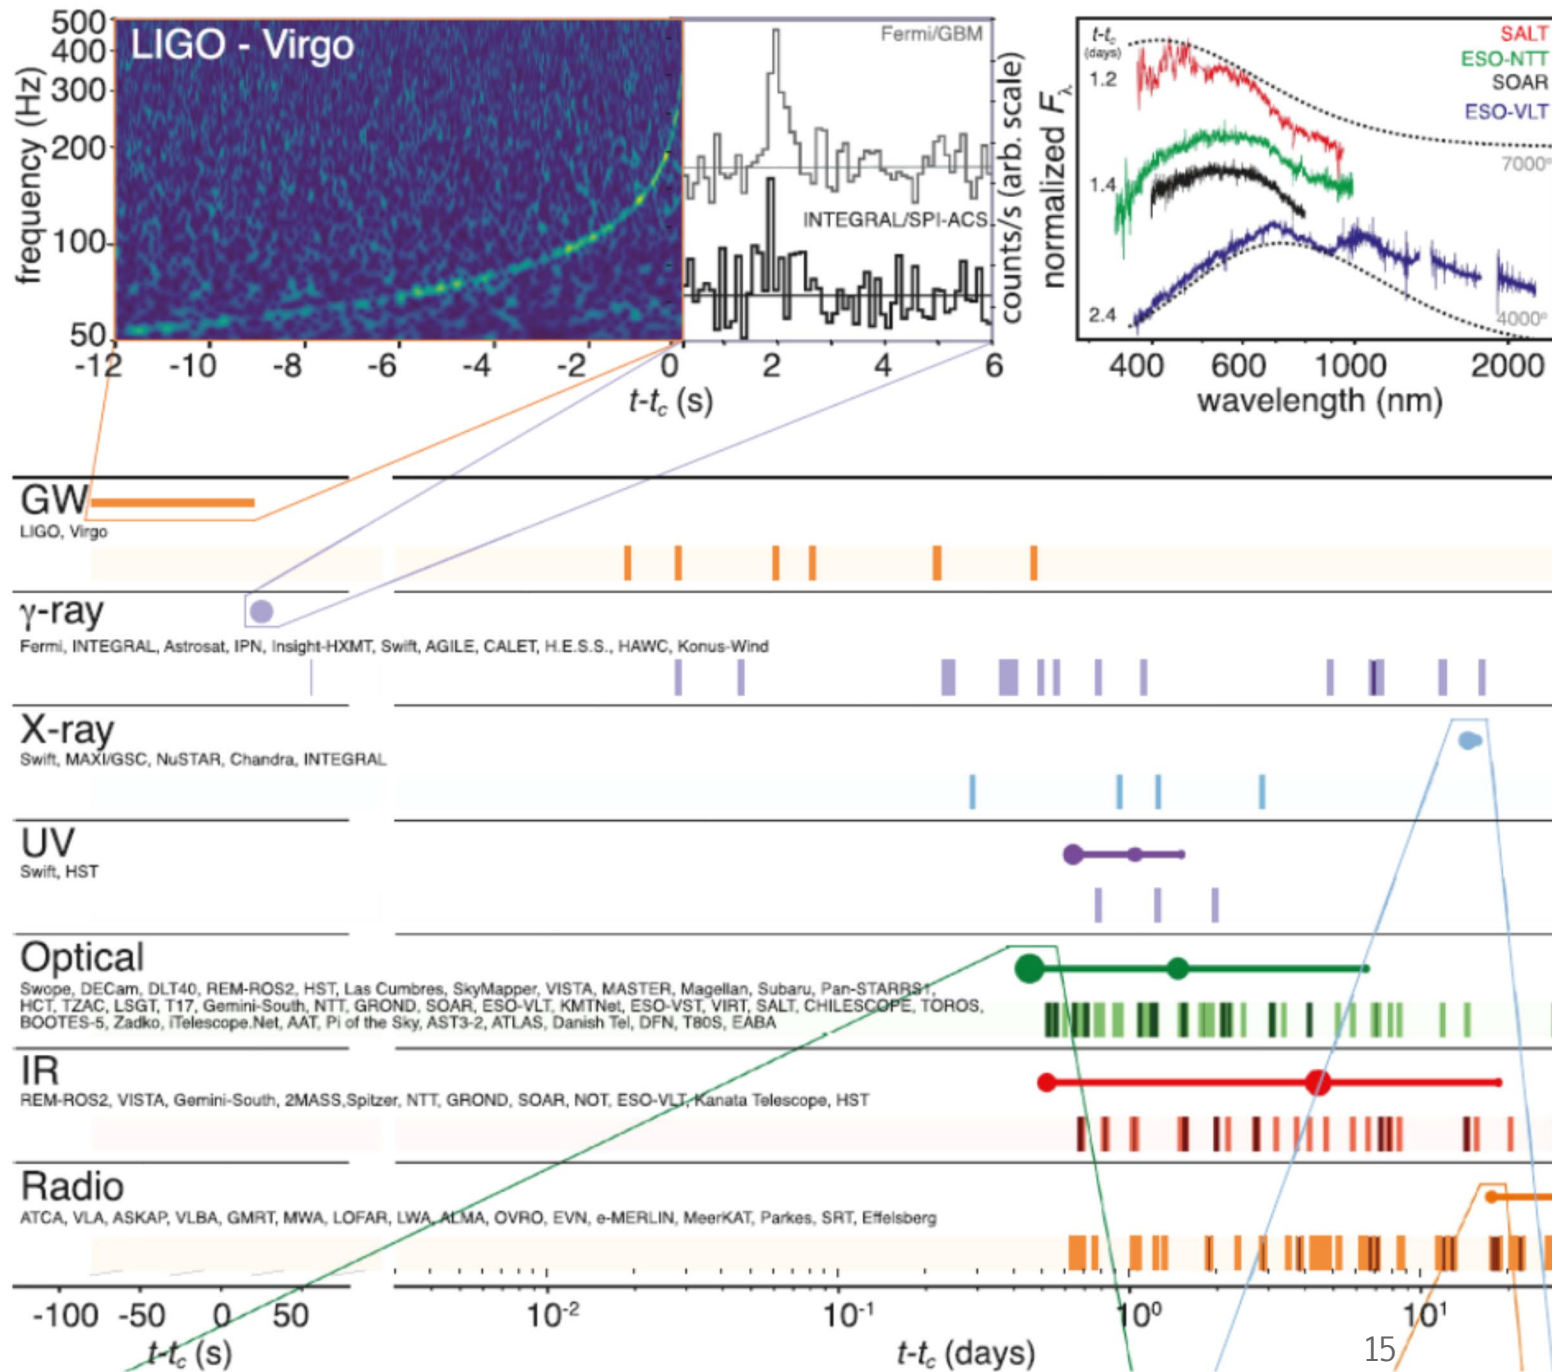 LIGO - Virgo
frequency (Hz)
500
400
300
200
100
50
-12 -10 -8 -6 -4 -2 0 2 4 6
t-tc (s)
Fermi/GBM
INTEGRAL/SPI-ACS
counts/s (arb. scale)
normalized Fλ
t-tc
(days)
1.2
1.4
2.4
SALT
ESO-NTT
SOAR
ESO-VLT
7000°
4000°
400 600 1000 2000
wavelength (nm)
GW
LIGO, Virgo
γ-ray
Fermi, INTEGRAL, Astrosat, IPN, Insight-HXMT, Swift, AGILE, CALET, H.E.S.S., HAWC, Konus-Wind
X-ray
Swift, MAXI/GSC, NuSTAR, Chandra, INTEGRAL
UV
Swift, HST
Optical
Swope, DECam, DLT40, REM-ROS2, HST, Las Cumbres, SkyMapper, VISTA, MASTER, Magellan, Subaru, Pan-STARRS1,
HCT, TZAC, LSGT, T17, Gemini-South, NTT, GROND, SOAR, ESO-VLT, KMTNet, ESO-VST, VIRT, SALT, CHILESCOPE, TOROS,
BOOTES-5, Zadko, iTelescope.Net, AAT, Pi of the Sky, AST3-2, ATLAS, Danish Tel, DFN, T80S, EABA
IR
REM-ROS2, VISTA, Gemini-South, 2MASS,Spitzer, NTT, GROND, SOAR, NOT, ESO-VLT, Kanata Telescope, HST
Radio
ATCA, VLA, ASKAP, VLBA, GMRT, MWA, LOFAR, LWA, ALMA, OVRO, EVN, e-MERLIN, MeerKAT, Parkes, SRT, Effelsberg
-100 -50 0 50 10⁻² 10⁻¹ 10⁰ 10¹
t-tc (s) t-tc (days) 15